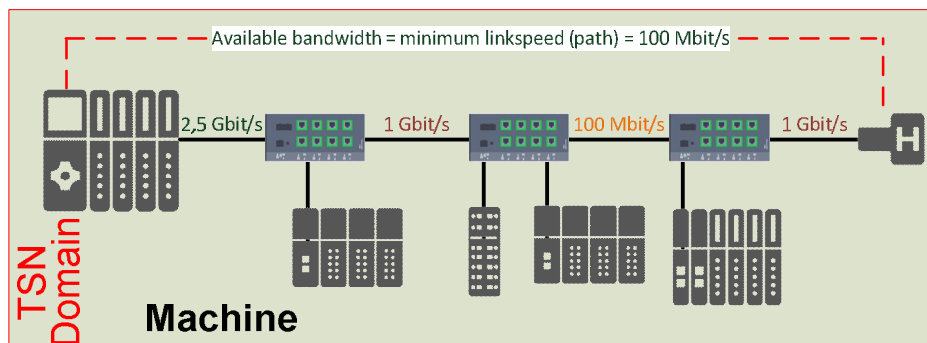 Available bandwidth = minimum linkspeed (path) = 100 Mbit/s
2,5 Gbit/s
1 Gbit/s
100 Mbit/s
1 Gbit/s
H
TSN
Domain
Machine